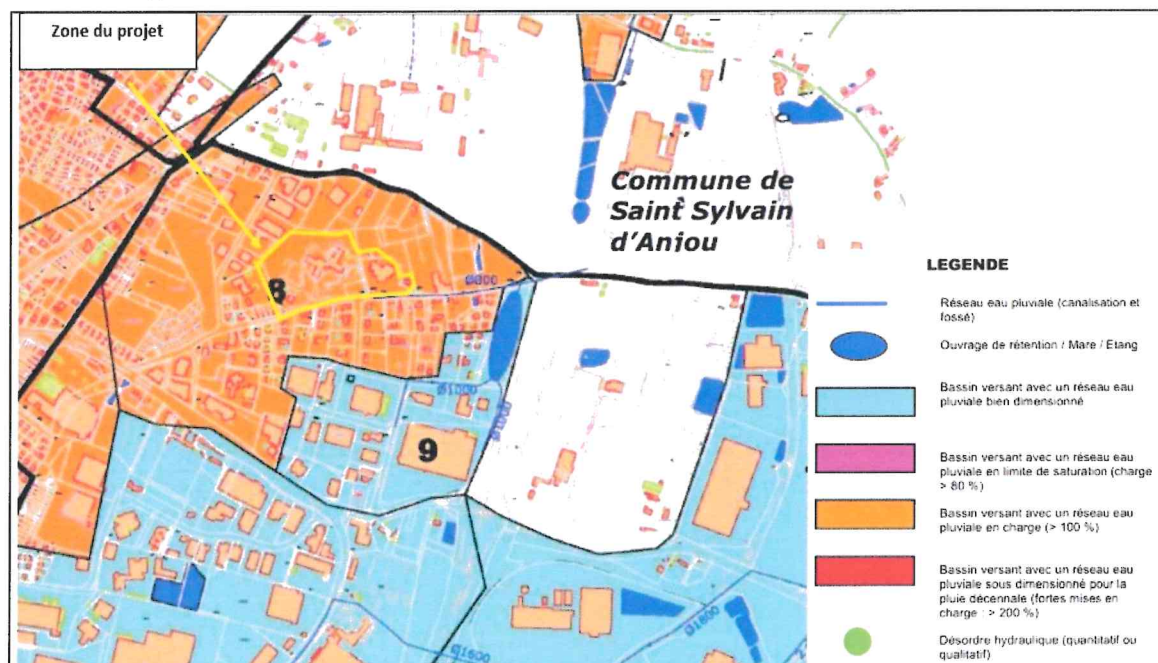 Zone du projet
Commune de
Saint Sylvain
d'Anjou
8
Ø800
Ø1000
9
Ø1600
Ø1800
LEGENDE
Réseau eau pluviale (canalisation et
fossé)
Ouvrage de rétention / Mare / Etang
Bassin versant avec un réseau eau
pluviale bien dimensionné
Bassin versant avec un réseau eau
pluviale en limite de saturation (charge
> 80 %)
Bassin versant avec un réseau eau
pluviale en charge (> 100 %)
Bassin versant avec un réseau eau
pluviale sous dimensionné pour la
pluie décennale (fortes mises en
charge : > 200 %)
Désordre hydraulique (quantitatif ou
qualitatif)